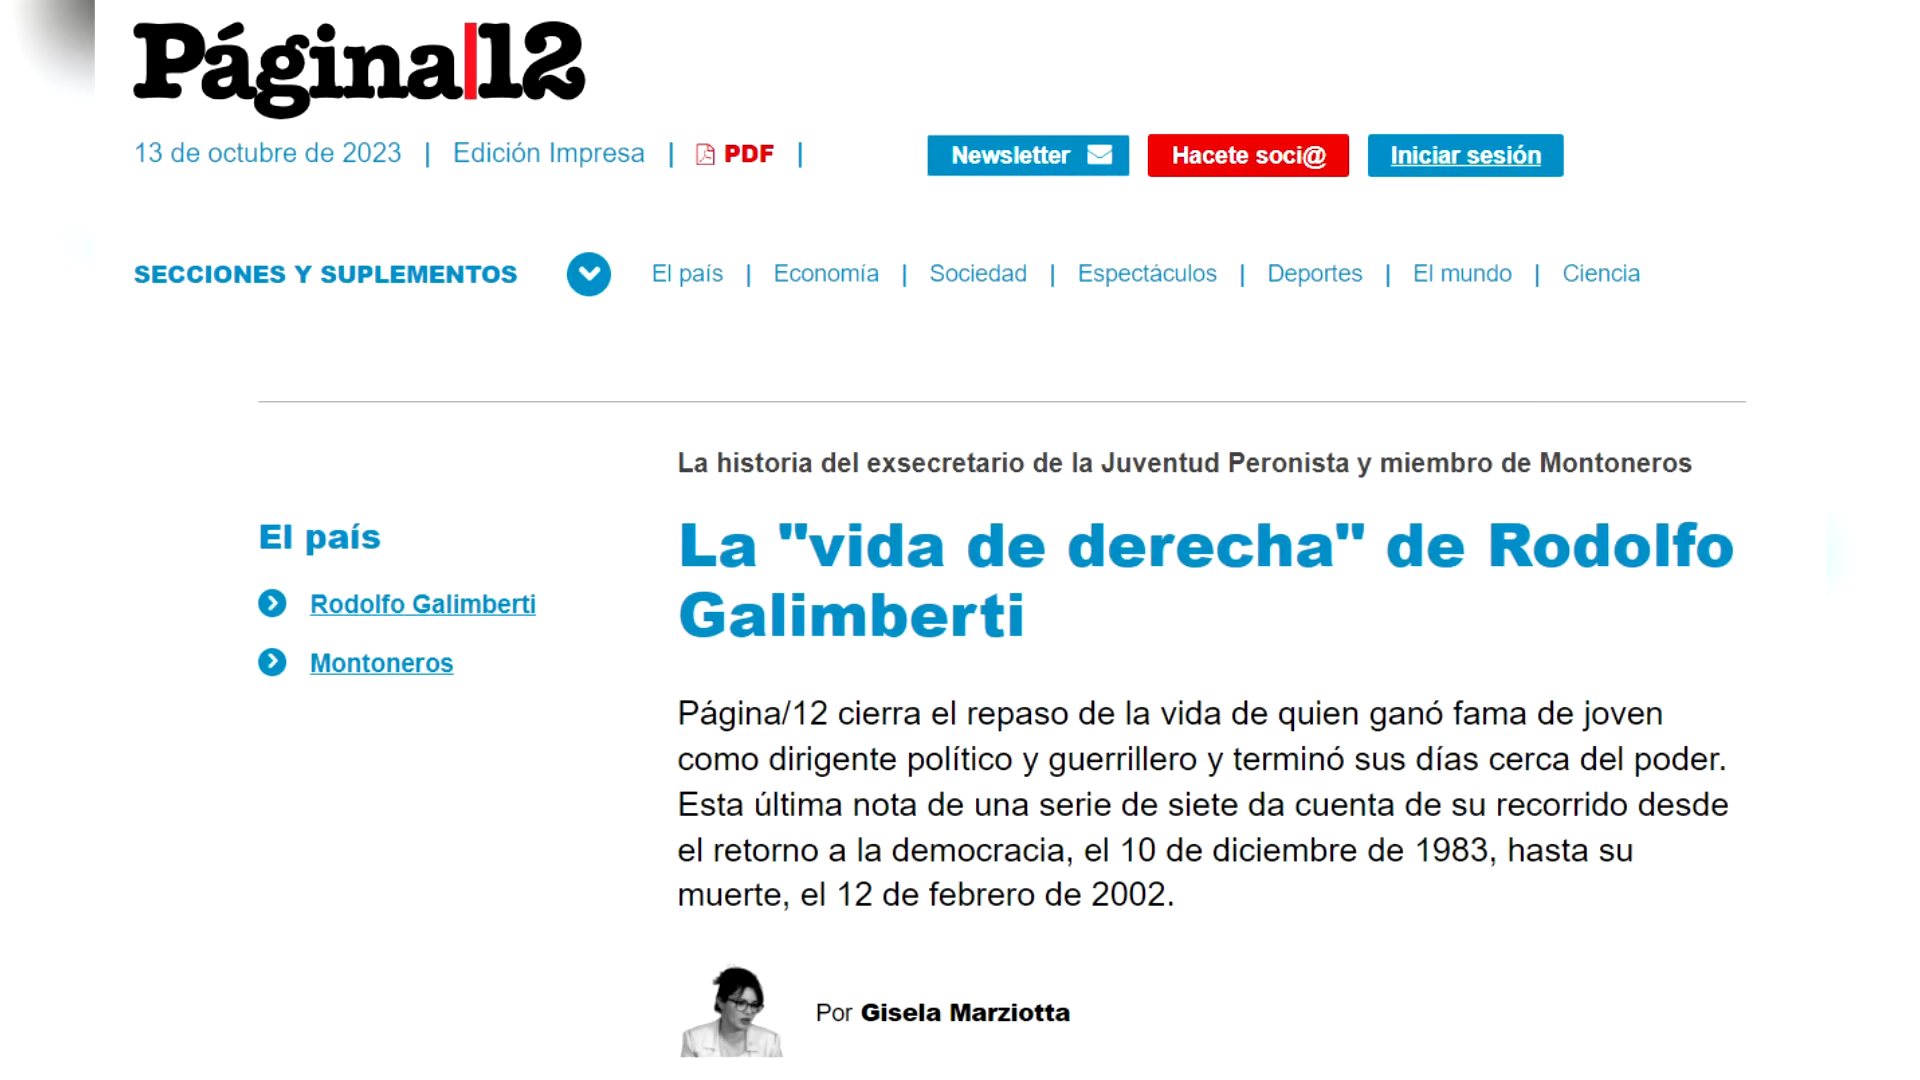 Página|12
13 de octubre de 2023 | Edición Impresa | PDF |
Newsletter
Hacete soci@
Iniciar sesión
SECCIONES Y SUPLEMENTOS
El país | Economía | Sociedad | Espectáculos | Deportes | El mundo | Ciencia
El país
Rodolfo Galimberti
Montoneros
La historia del exsecretario de la Juventud Peronista y miembro de Montoneros
La "vida de derecha" de Rodolfo
Galimberti
Página/12 cierra el repaso de la vida de quien ganó fama de joven
como dirigente político y guerrillero y terminó sus días cerca del poder.
Esta última nota de una serie de siete da cuenta de su recorrido desde
el retorno a la democracia, el 10 de diciembre de 1983, hasta su
muerte, el 12 de febrero de 2002.
Por Gisela Marziotta